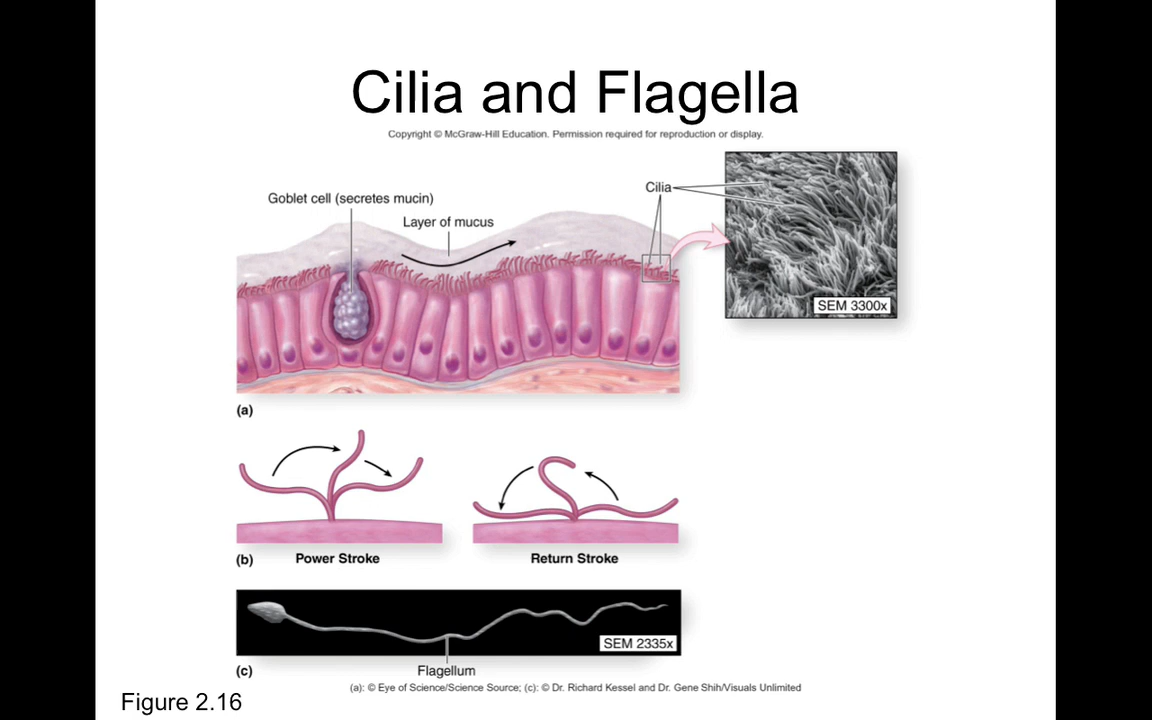 Cilia and Flagella
Copyright © McGraw-Hill Education. Permission required for reproduction or display.
Goblet cell (secretes mucin)
Layer of mucus
Cilia
SEM 3300x
(a)
(b)
Power Stroke
Return Stroke
SEM 2335x
(c)
Flagellum
(a): © Eye of Science/Science Source; (c): © Dr. Richard Kessel and Dr. Gene Shih/Visuals Unlimited
Figure 2.16